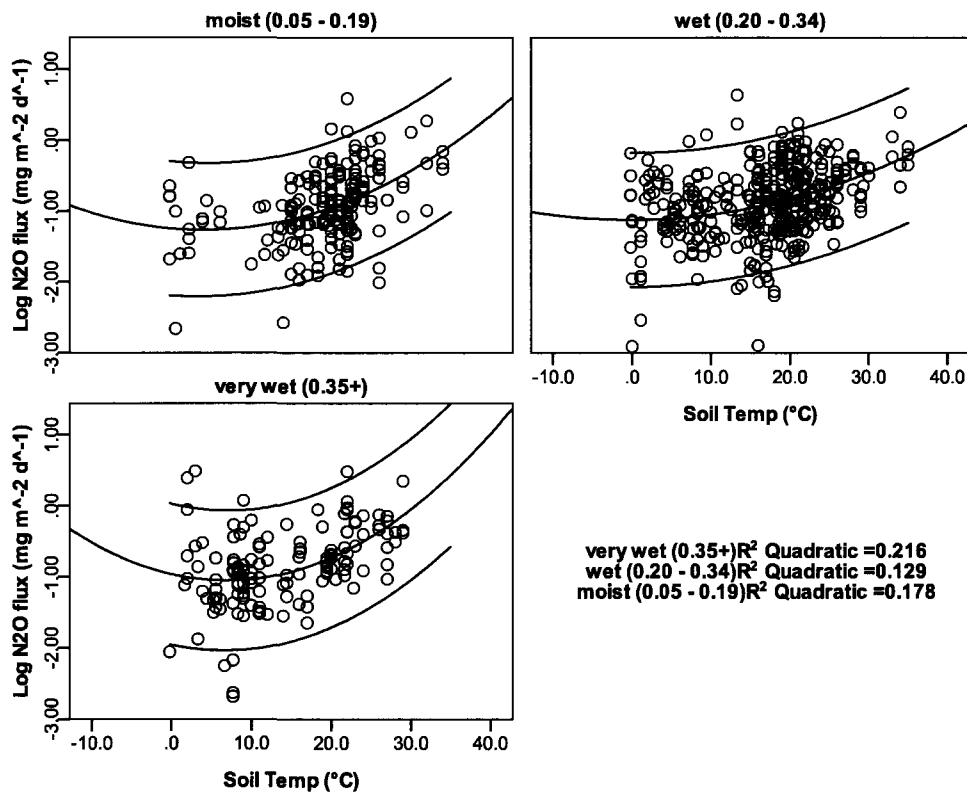 moist (0.05 - 0.19)
wet (0.20 - 0.34)
Log N2O flux (mg m^-2 d^-1)
1.00
.00
-1.00
-2.00
-3.00
-10.0 .0 10.0 20.0 30.0 40.0
Soil Temp (°C)
very wet (0.35+)
Log N2O flux (mg m^-2 d^-1)
1.00
.00
-1.00
-2.00
-3.00
-10.0 .0 10.0 20.0 30.0 40.0
Soil Temp (°C)
very wet (0.35+)R² Quadratic =0.216
wet (0.20 - 0.34)R² Quadratic =0.129
moist (0.05 - 0.19)R² Quadratic =0.178